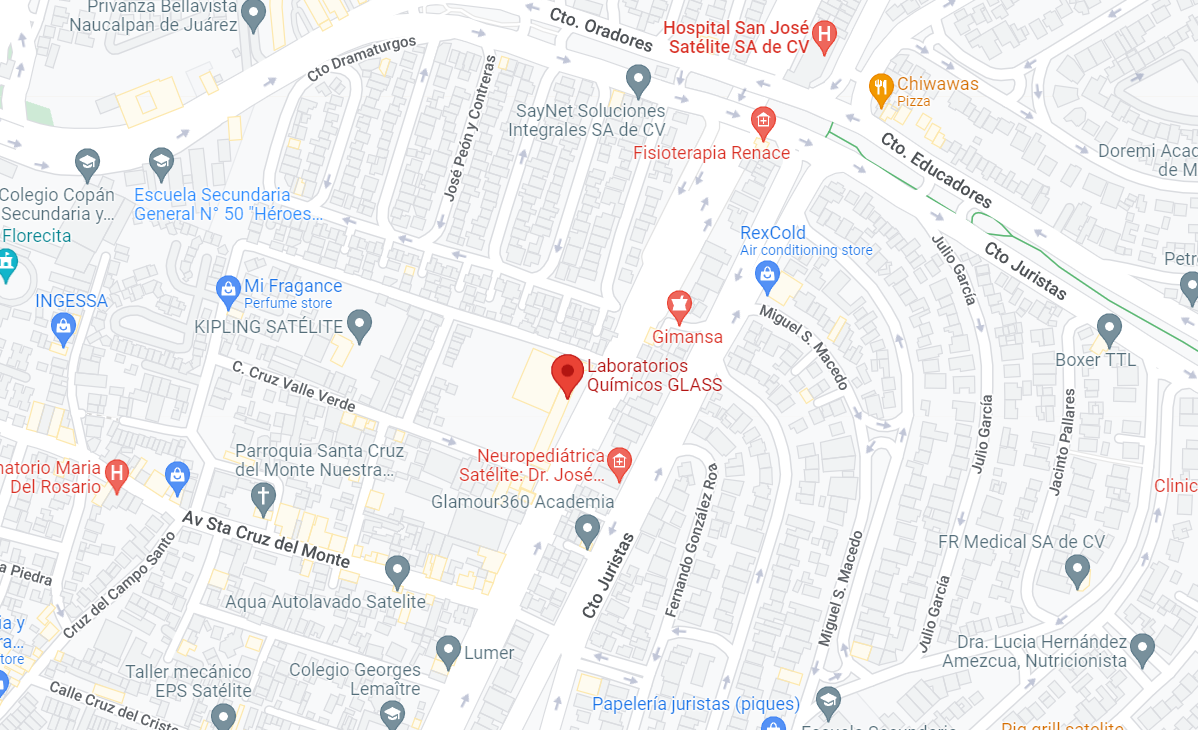 Privanza Bellavista
Naucalpan de Juárez
Cto. Oradores
Hospital San José
Satélite SA de CV
Cto Dramaturgos
José Peón y Contreras
SayNet Soluciones
Integrales SA de CV
Chiwawas
Pizza
Fisioterapia Renace
Cto. Educadores
Doremi Acad
de M
Colegio Copán
Secundaria y...
Escuela Secundaria
General N° 50 "Héroes...
Florecita
RexCold
Air conditioning store
Julio García
Cto Juristas
Petr
INGESSA
Mi Fragance
Perfume store
KIPLING SATÉLITE
Gimansa
Miguel S. Macedo
Boxer TTL
C. Cruz Valle Verde
Laboratorios
Químicos GLASS
Julio García
Jacinto Pallares
Parroquia Santa Cruz
del Monte Nuestra...
Neuropediátrica
Satélite: Dr. José...
Glamour360 Academia
natorio Maria
Del Rosario
Clinic
Av Sta Cruz del Monte
Fernando González Roa
Cto Juristas
Miguel S. Macedo
FR Medical SA de CV
a Piedra
Cruz del Campo Santo
Aqua Autolavado Satelite
Julio García
ia y
ra...
tore
Lumer
Dra. Lucia Hernández
Amezcua, Nutricionista
Taller mecánico
EPS Satélite
Colegio Georges
Lemaître
Calle Cruz del Cristo
Papelería juristas (piques)
Escuela Secundaria
Pig grill satelite